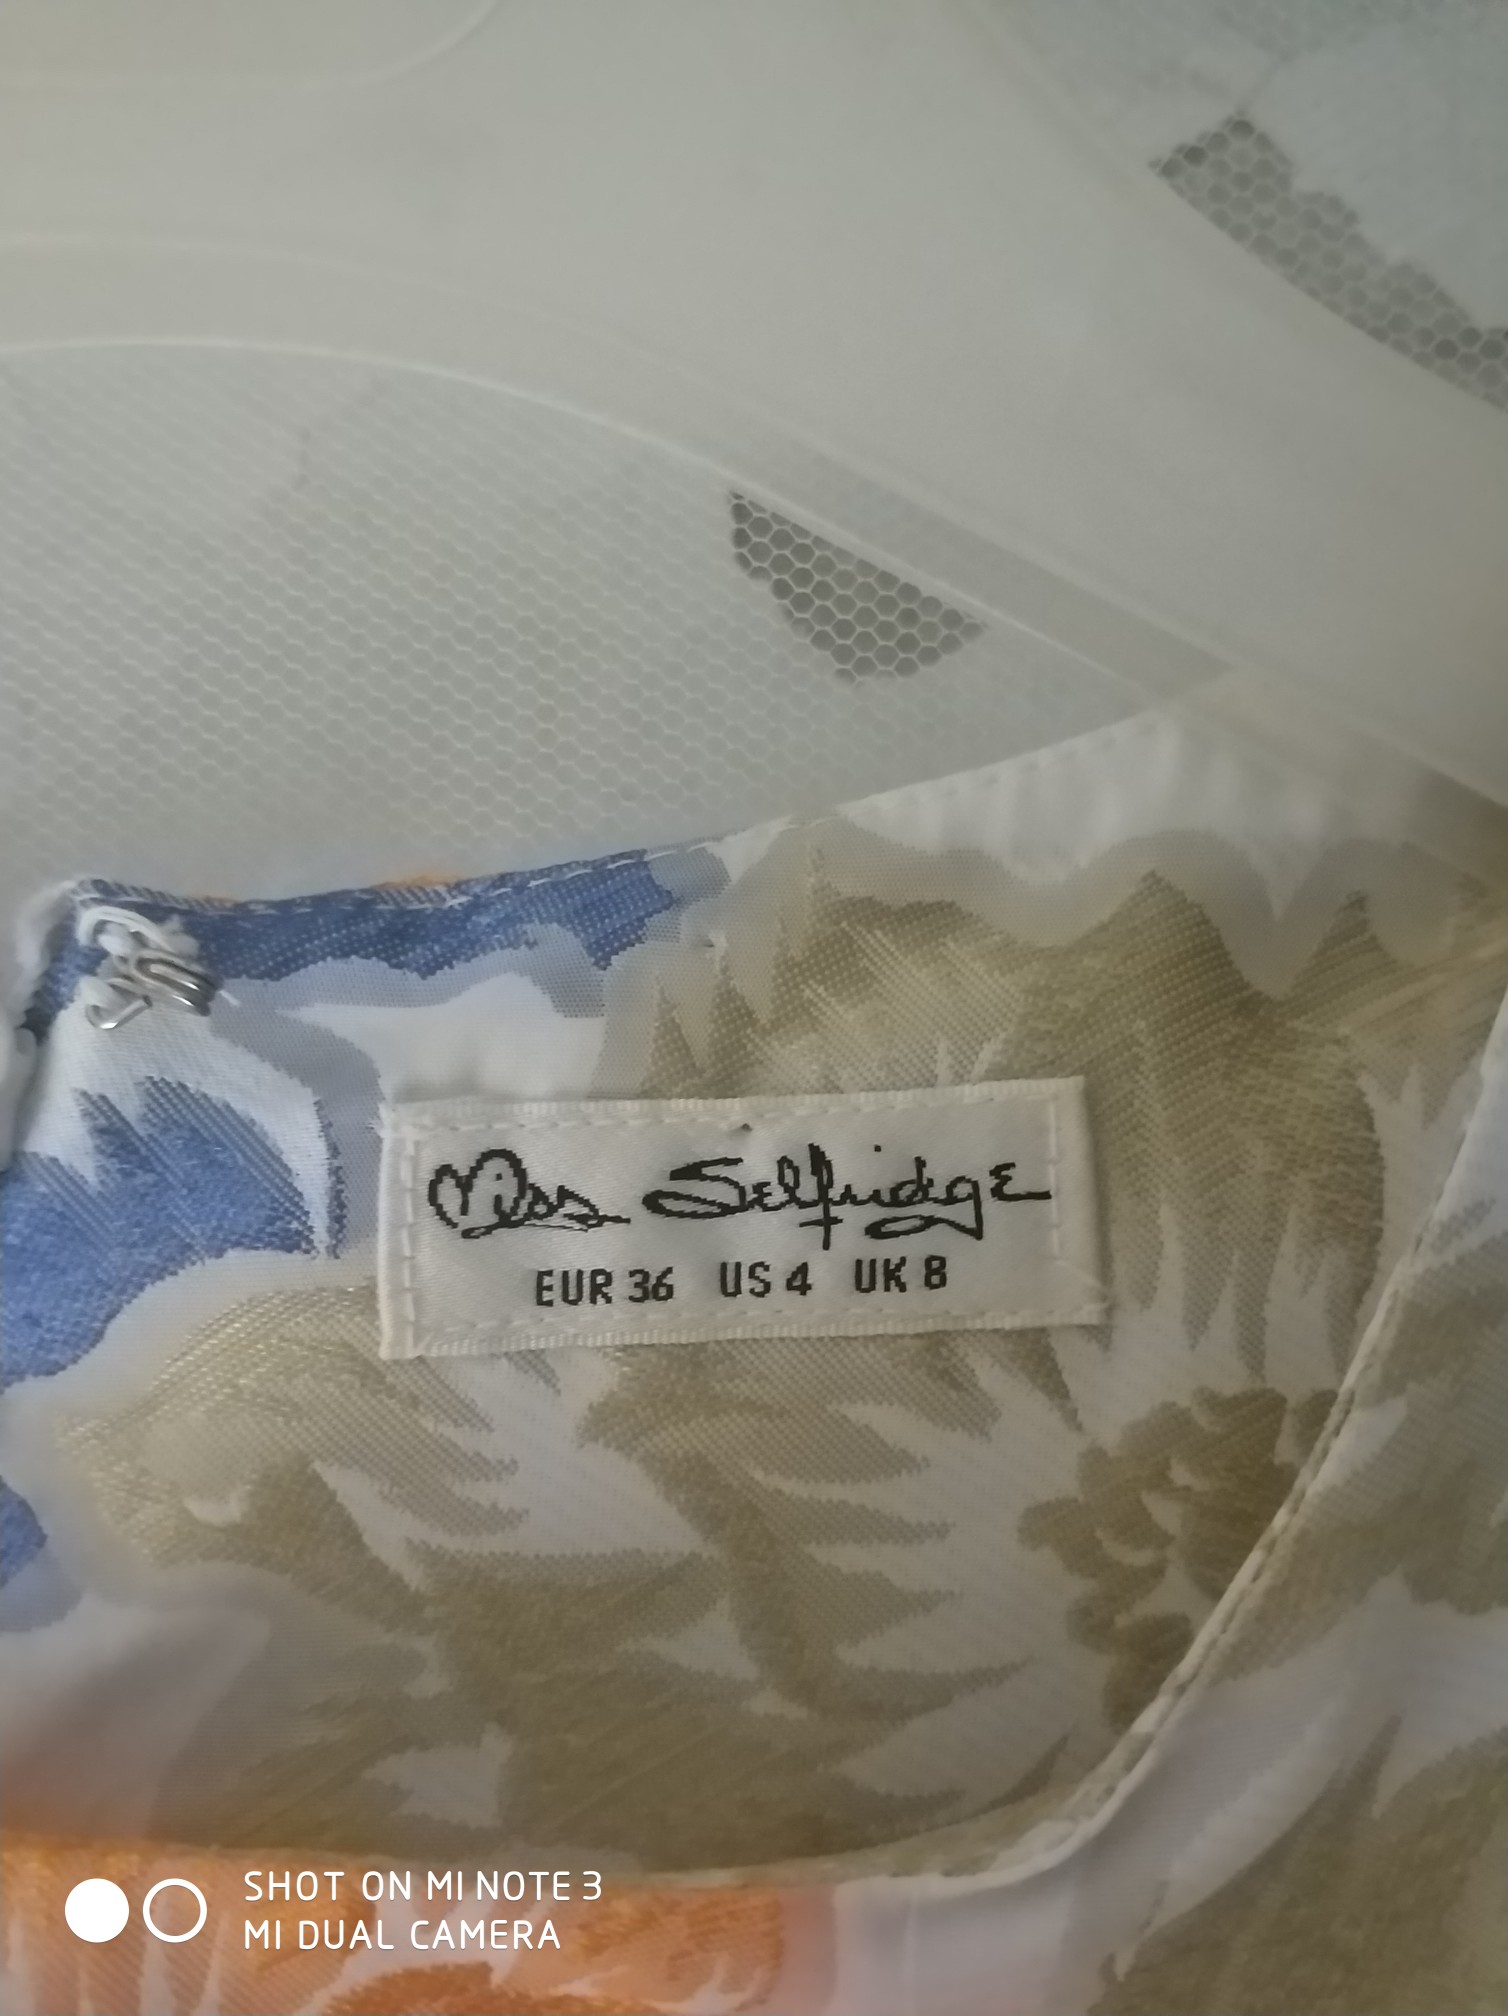 Miss Selfridge
EUR 36 US 4 UK 8
SHOT ON MI NOTE 3
MI DUAL CAMERA